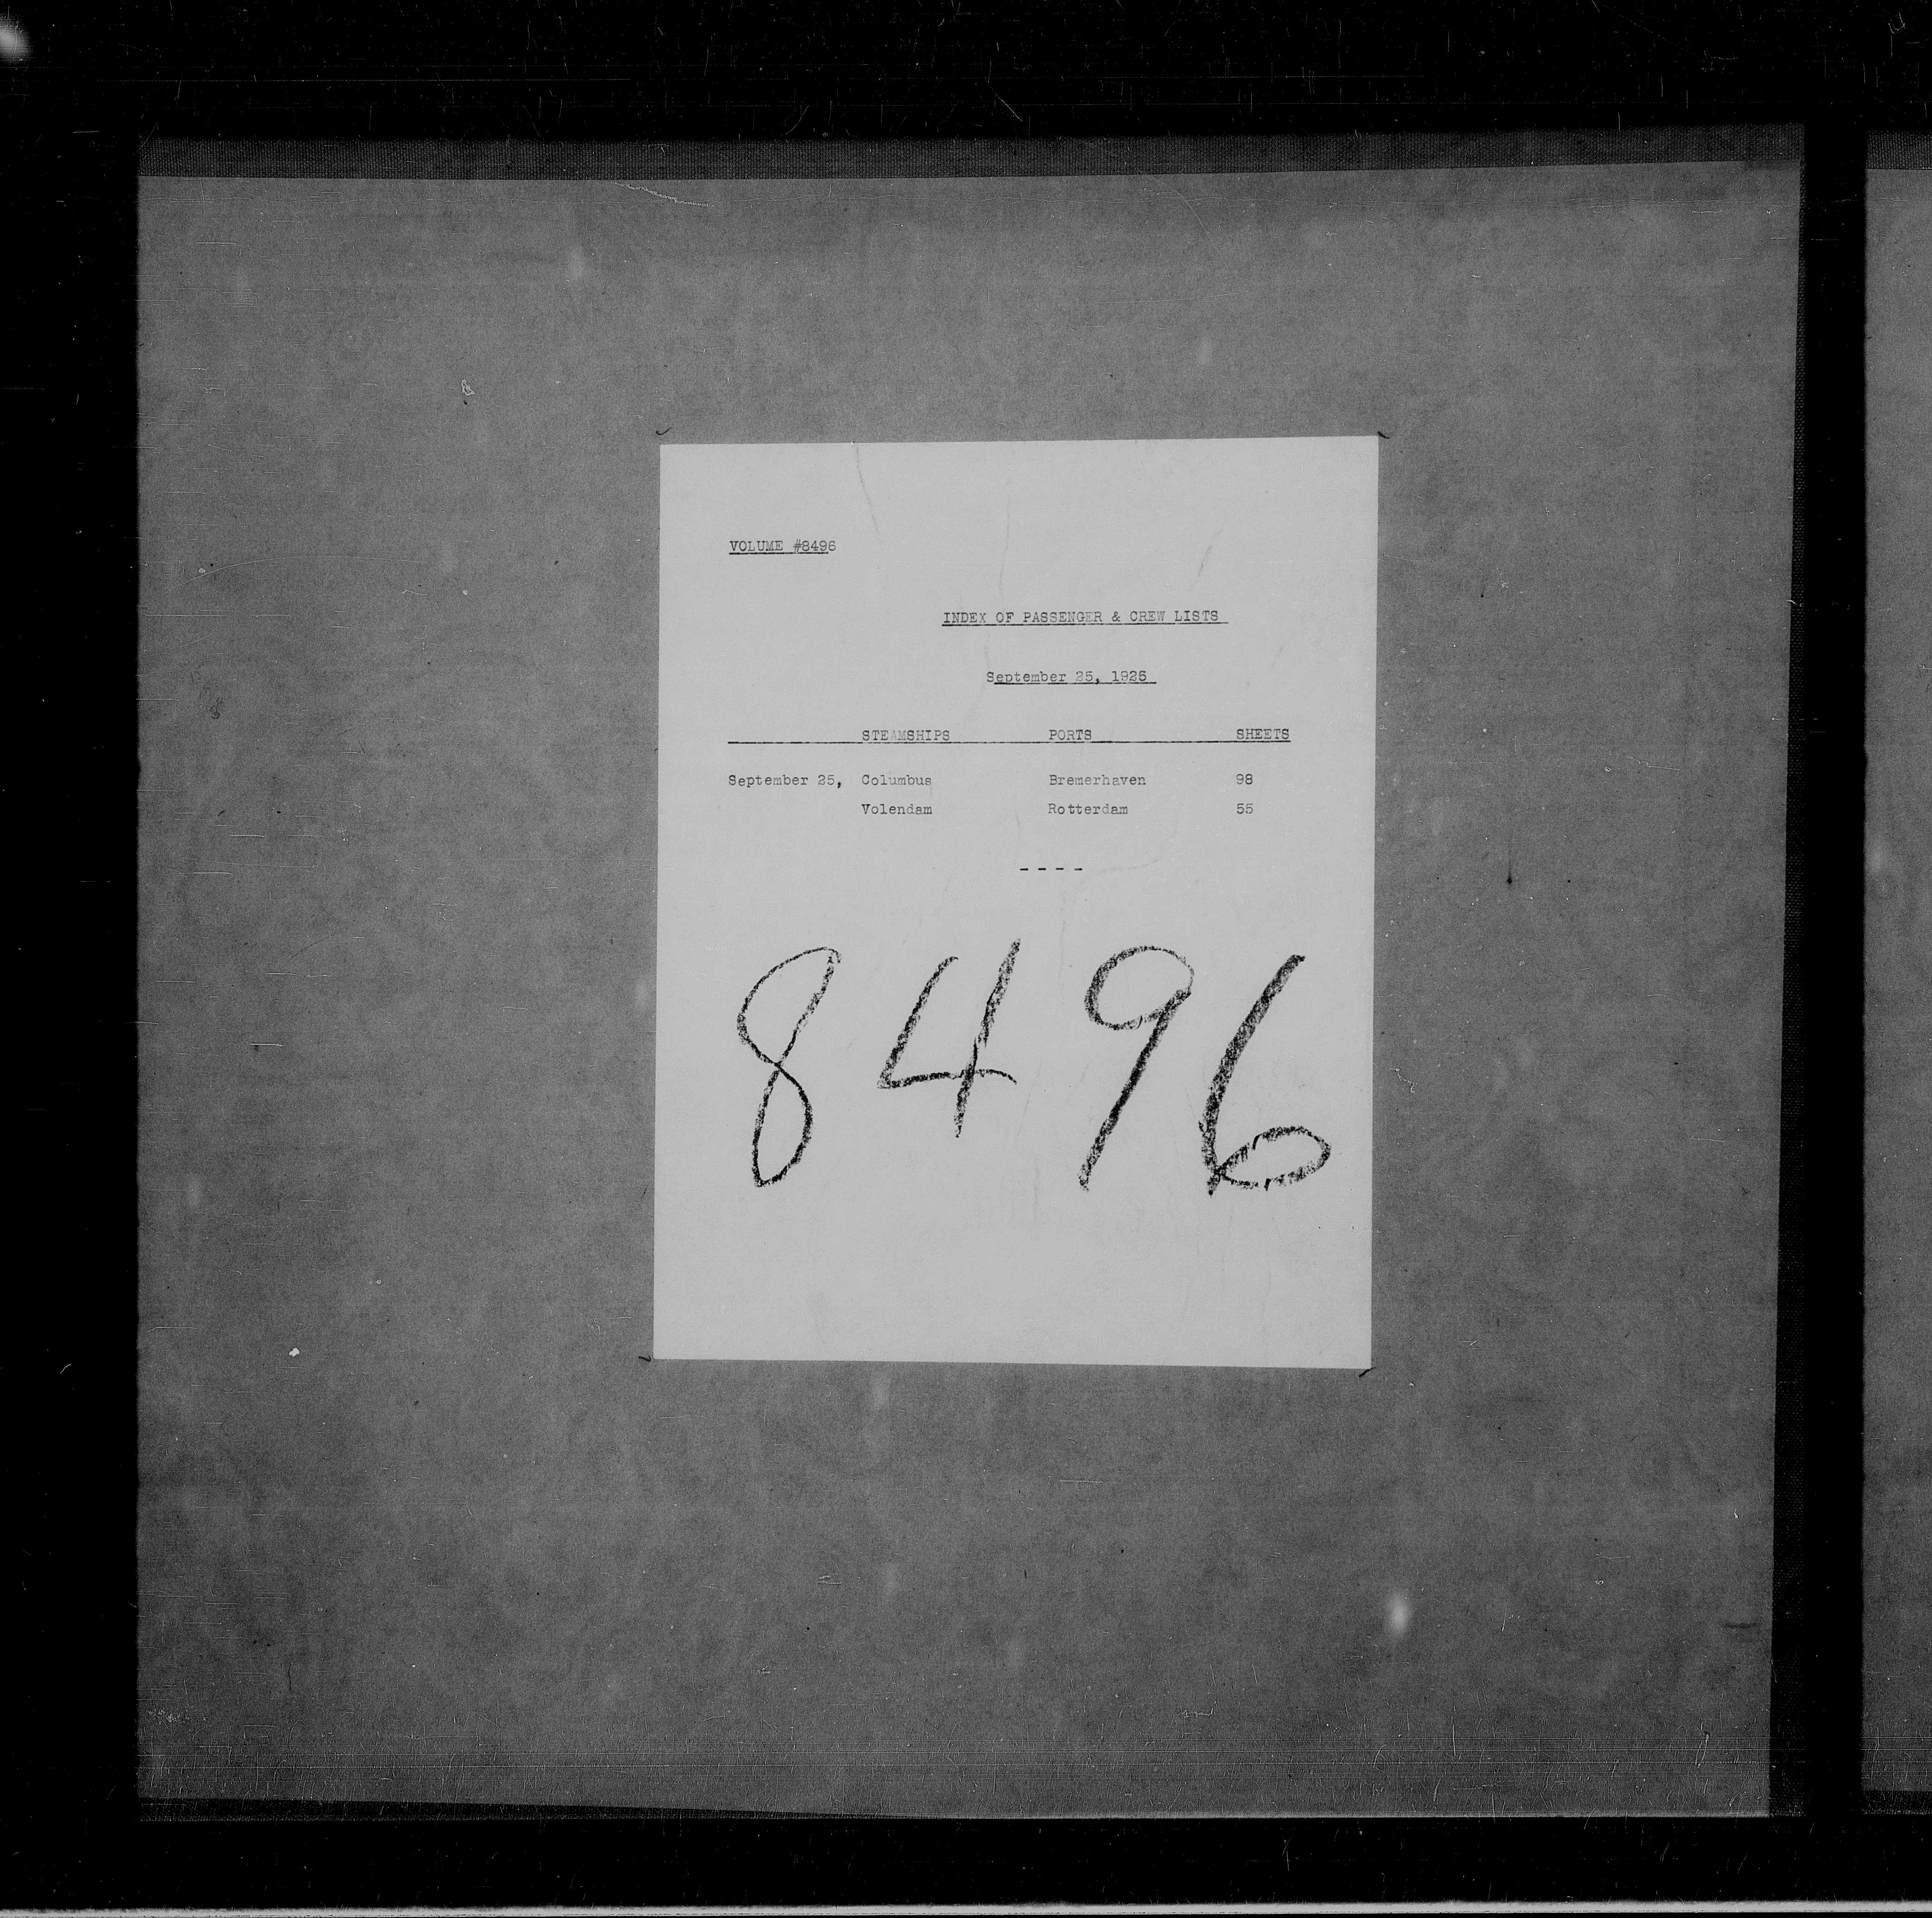 VOLUME #8496
INDEX OF PASSENGER & CREW LISTS
September 25, 1926
STEAMSHIPS PORTS SHEETS
September 25, Columbus Bremerhaven 98
Volendam Rotterdam 55
- - - -
8496